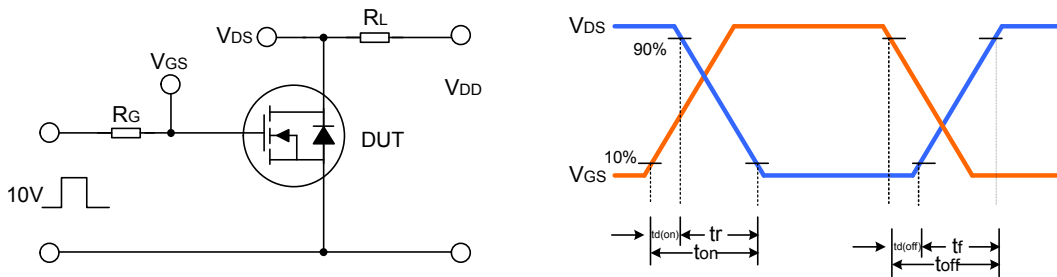 RL
VDS
VGS
VDD
RG
DUT
10V
VDS
90%
10%
VGS
td(on)
tr
ton
td(off)
tf
toff